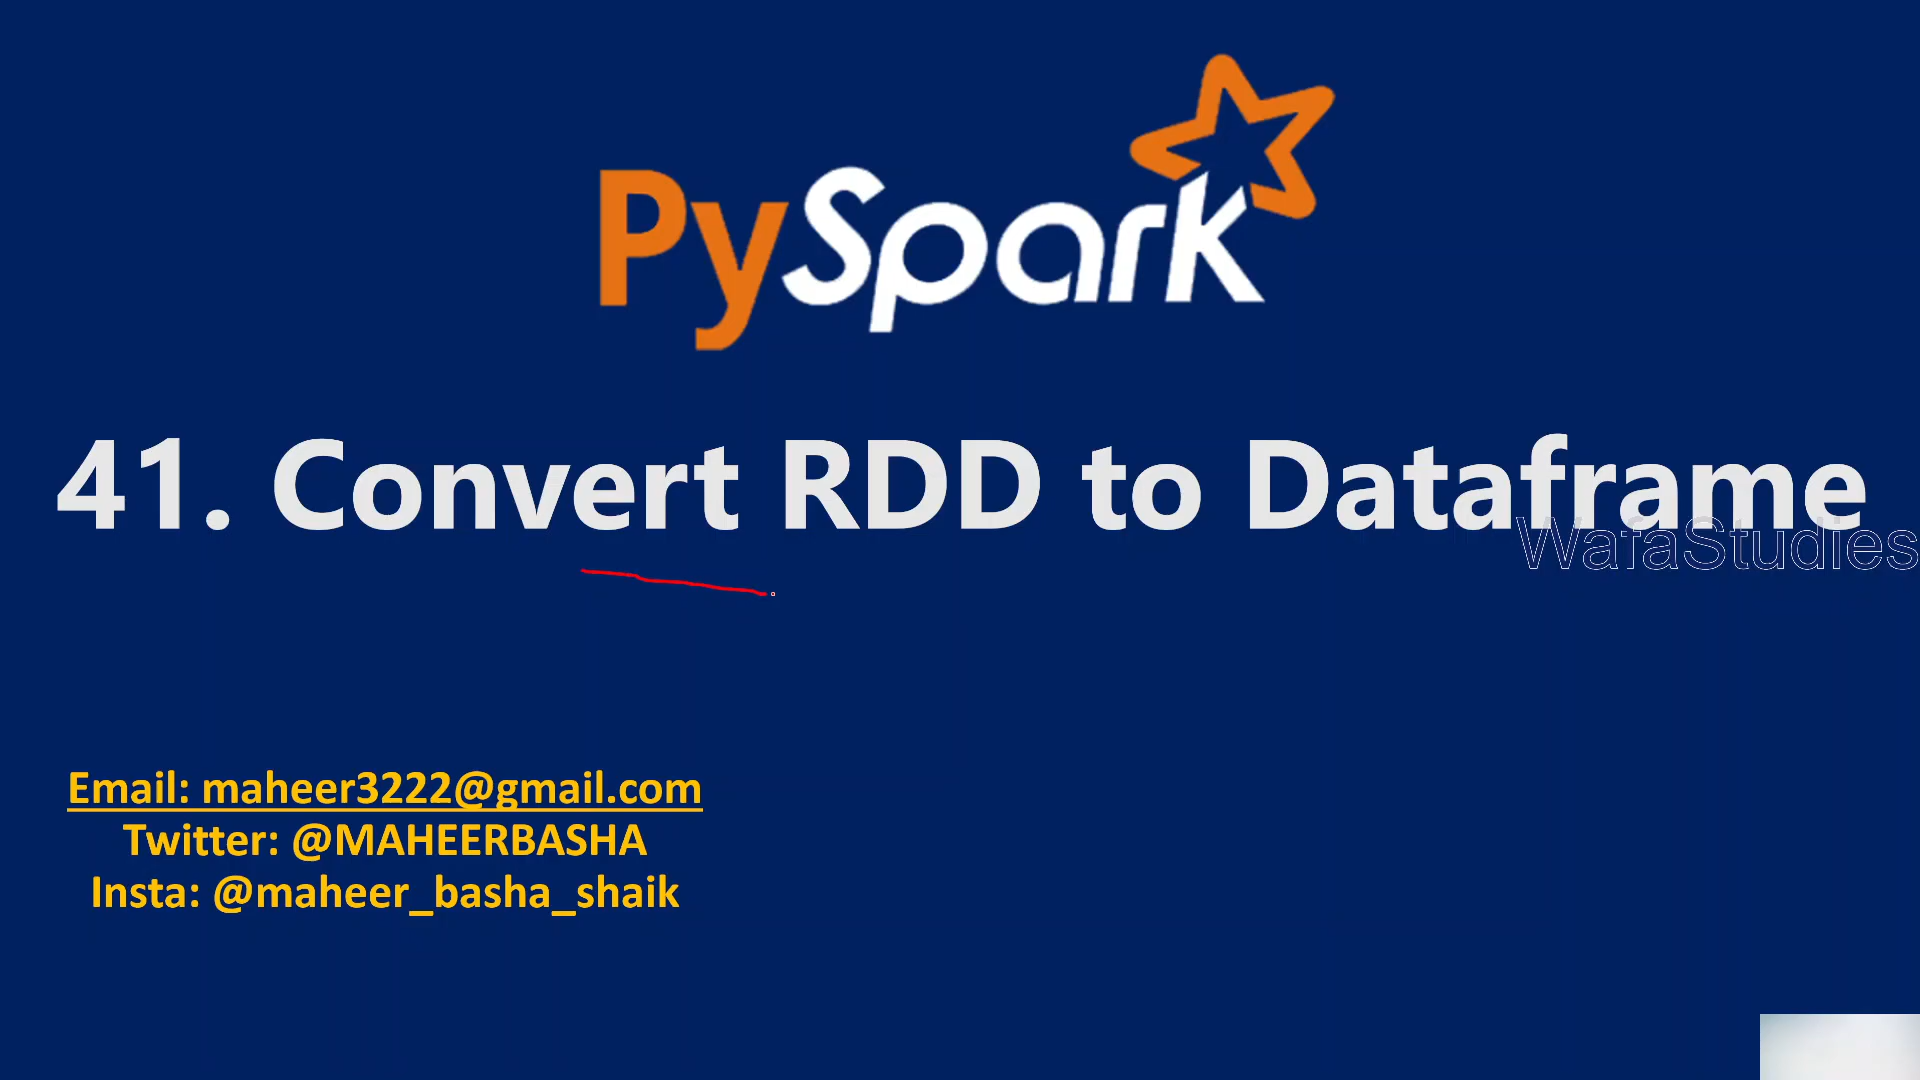 PySpark
41. Convert RDD to Dataframe
WafaStudies
Email: maheer3222@gmail.com
Twitter: @MAHEERBASHA
Insta: @maheer_basha_shaik